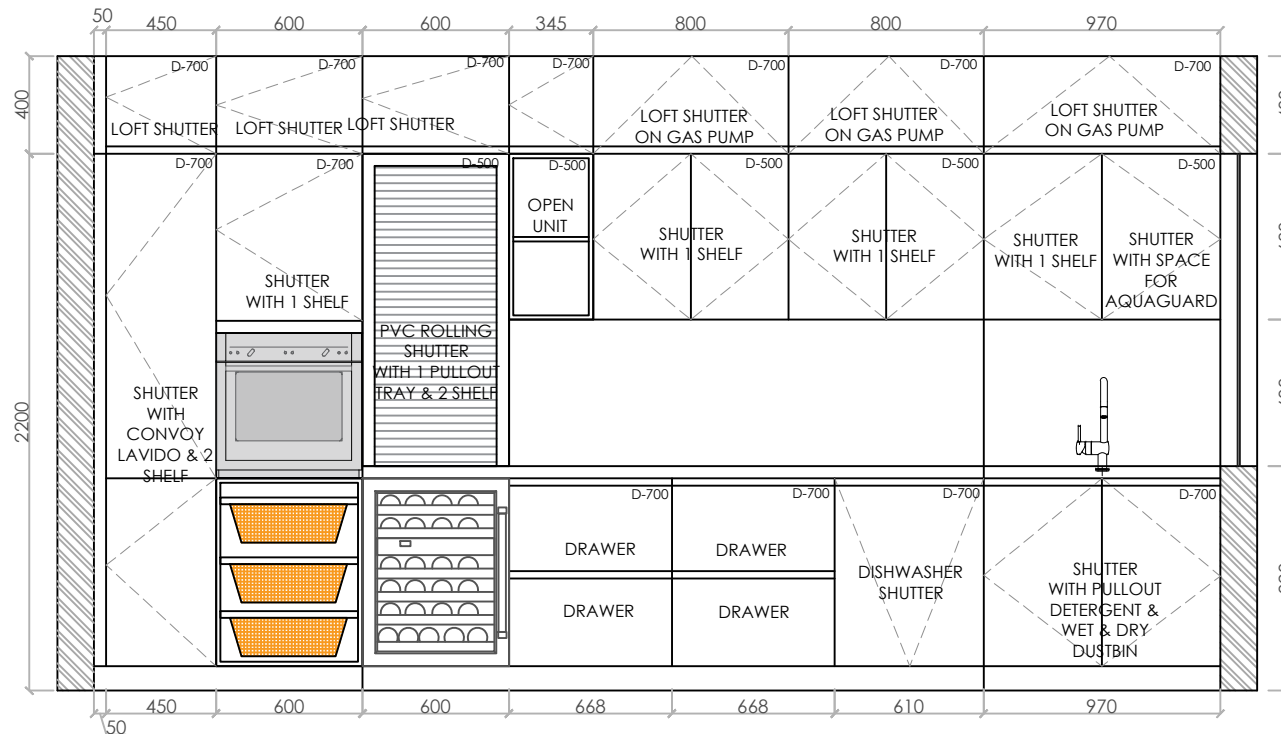 50
450
600
600
345
800
800
970
400
2200
D-700
D-700
D-700
D-700
D-700
D-700
D-700
LOFT SHUTTER
LOFT SHUTTER
LOFT SHUTTER
LOFT SHUTTER
ON GAS PUMP
LOFT SHUTTER
ON GAS PUMP
LOFT SHUTTER
ON GAS PUMP
D-700
D-700
D-500
D-500
D-500
D-500
D-500
OPEN
UNIT
SHUTTER
WITH 1 SHELF
SHUTTER
WITH 1 SHELF
SHUTTER
WITH 1 SHELF
SHUTTER
WITH 1 SHELF
SHUTTER
WITH SPACE
FOR
AQUAGUARD
PVC ROLLING
SHUTTER
WITH 1 PULLOUT
TRAY & 2 SHELF
SHUTTER
WITH
CONVOY
LAVIDO & 2
SHELF
D-700
D-700
D-700
D-700
DRAWER
DRAWER
DRAWER
DRAWER
DISHWASHER
SHUTTER
SHUTTER
WITH PULLOUT
DETERGENT &
WET & DRY
DUSTBIN
50
450
600
600
668
668
610
970